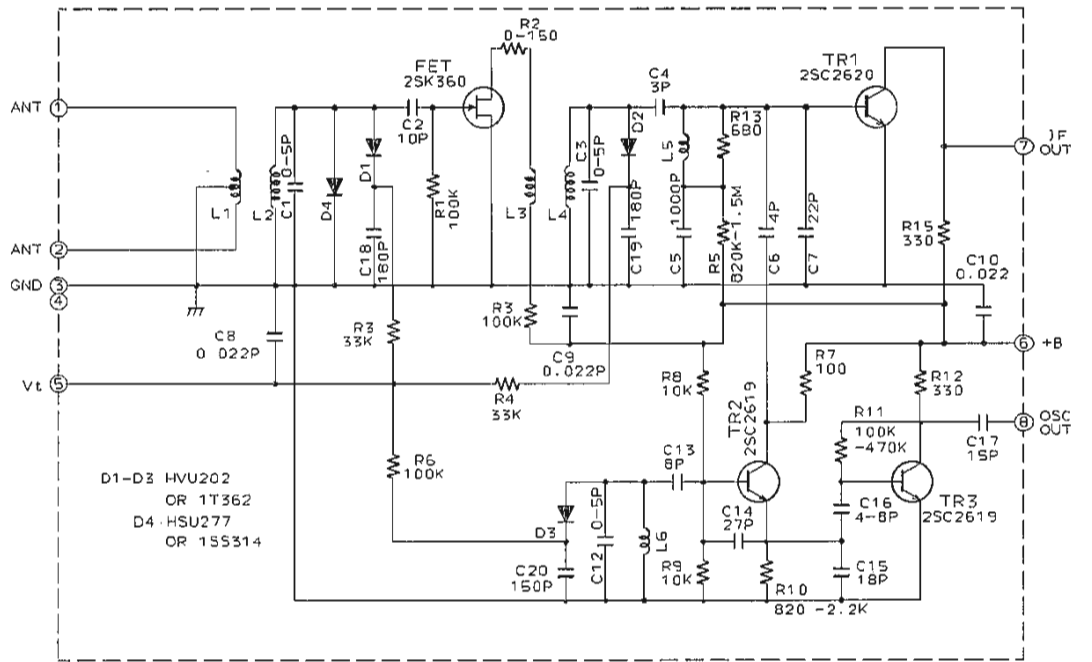 R2
0-150
FET
2SK360
TR1
2SC2620
C4
3P
ANT 1
C2
10P
D2
R13
680
L5
C3
0-5P
C1
0-5P
D1
D4
7 IF
OUT
L1
L2
R1
100K
L3
L4
C18
180P
C19
180P
C5
1000P
R5
820K-1.5M
C6
4P
C7
22P
R15
330
C10
0.022
ANT 2
GND 3
4
R3
33K
R3
100K
C8
0 022P
C9
0.022P
6 +B
Vt 5
R4
33K
R8
10K
R7
100
R12
330
TR2
2SC2619
R11
100K
-470K
8 OSC
OUT
C17
15P
R6
100K
C13
8P
D1-D3 HVU202
OR 1T362
D4 HSU277
OR 1SS314
D3
C12
0-5P
L6
C14
27P
C16
4-8P
TR3
2SC2619
C20
150P
R9
10K
C15
18P
R10
820 -2.2K